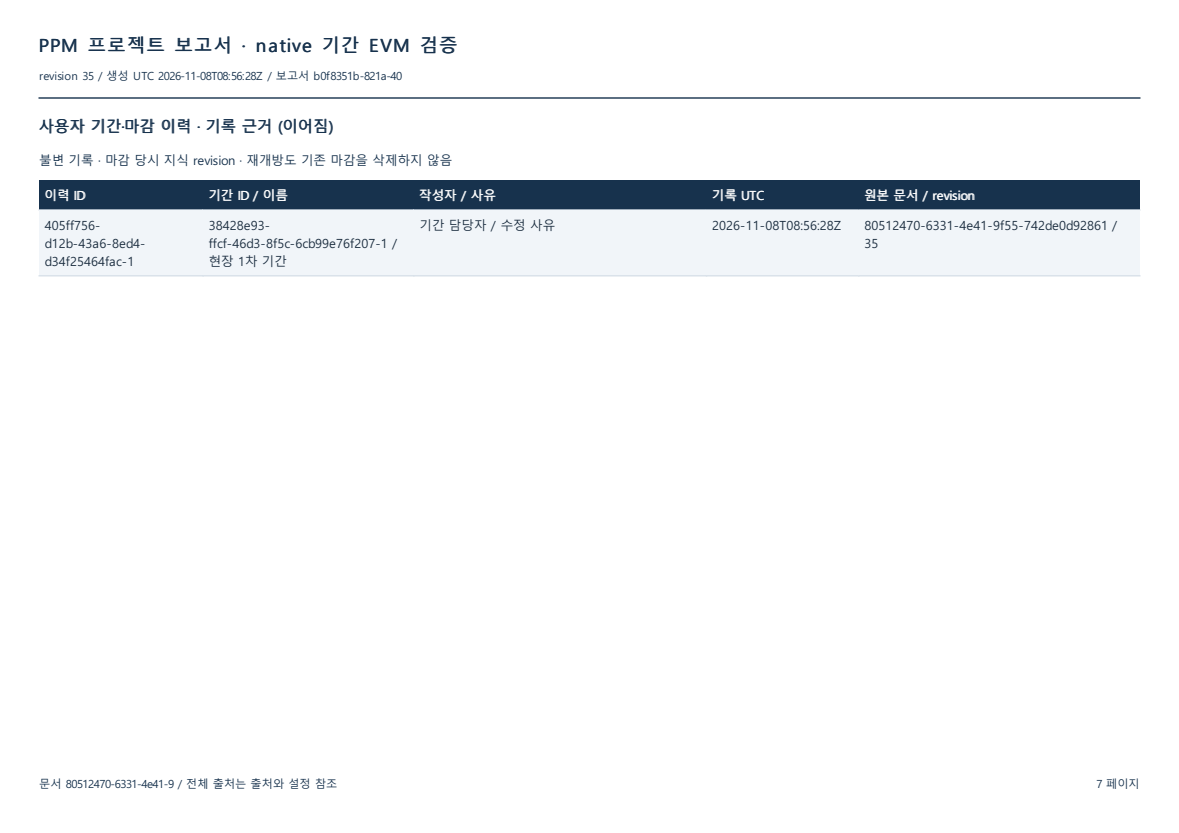 PPM 프로젝트 보고서 · native 기간 EVM 검증
revision 35 / 생성 UTC 2026-11-08T08:56:28Z / 보고서 b0f8351b-821a-40
사용자 기간·마감 이력 · 기록 근거 (이어짐)
불변 기록 · 마감 당시 지식 revision · 재개방도 기존 마감을 삭제하지 않음
이력 ID 기간 ID / 이름 작성자 / 사유 기록 UTC 원본 문서 / revision
405ff756- 38428e93- 기간 담당자 / 수정 사유 2026-11-08T08:56:28Z 80512470-6331-4e41-9f55-742de0d92861 /
d12b-43a6-8ed4- ffcf-46d3-8f5c-6cb99e76f207-1 / 35
d34f25464fac-1 현장 1차 기간
문서 80512470-6331-4e41-9 / 전체 출처는 출처와 설정 참조 7 페이지